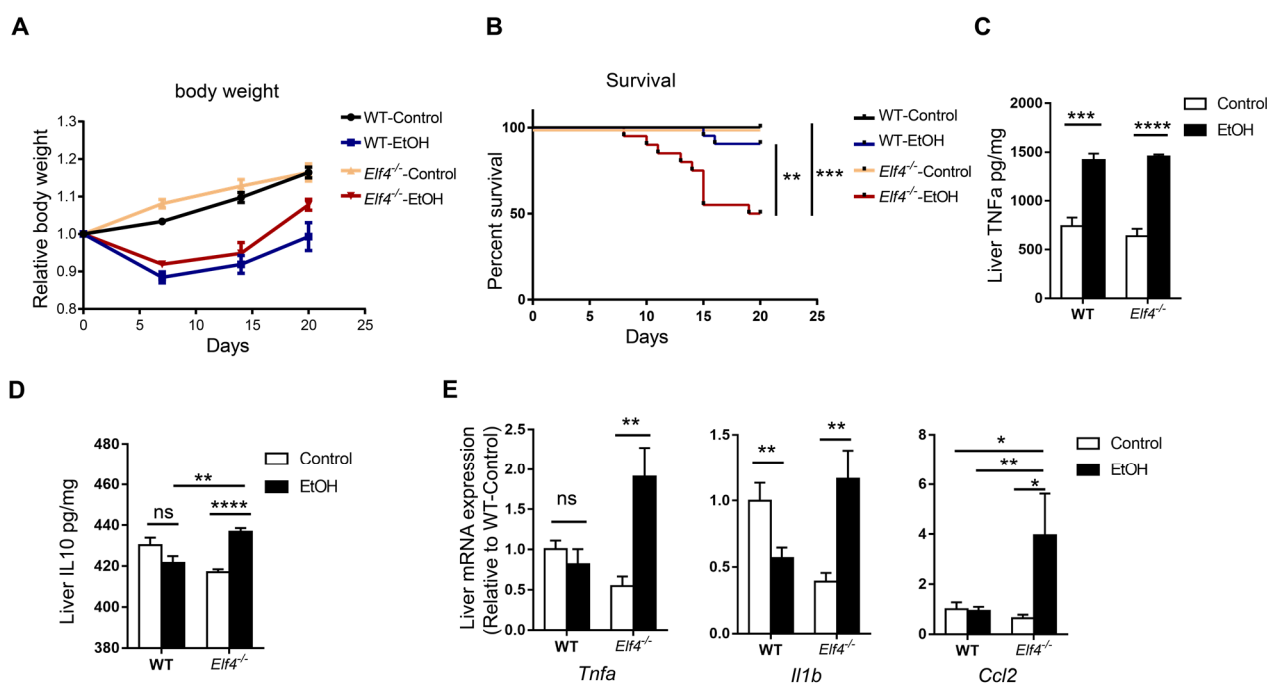 A
body weight
Relative body weight
1.3
1.2
1.1
1.0
0.9
0.8
0 5 10 15 20 25
Days
WT-Control
WT-EtOH
Elf4-/--Control
Elf4-/--EtOH
B
Survival
Percent survival
100
50
0
0 5 10 15 20 25
Days
WT-Control
WT-EtOH
Elf4-/--Control
Elf4-/--EtOH
** ***
C
Liver TNFa pg/mg
2000
1500
1000
500
0
*** ****
WT Elf4-/-
Control
EtOH
D
Liver IL10 pg/mg
480
460
440
420
400
380
**
ns ****
WT Elf4-/-
Control
EtOH
E
Liver mRNA expression
(Relative to WT-Control)
2.5
2.0
1.5
1.0
0.5
0.0
**
ns
WT Elf4-/-
Tnfa
1.5
1.0
0.5
0.0
** **
WT Elf4-/-
Il1b
8
6
4
2
0
*
**
*
WT Elf4-/-
Ccl2
Control
EtOH